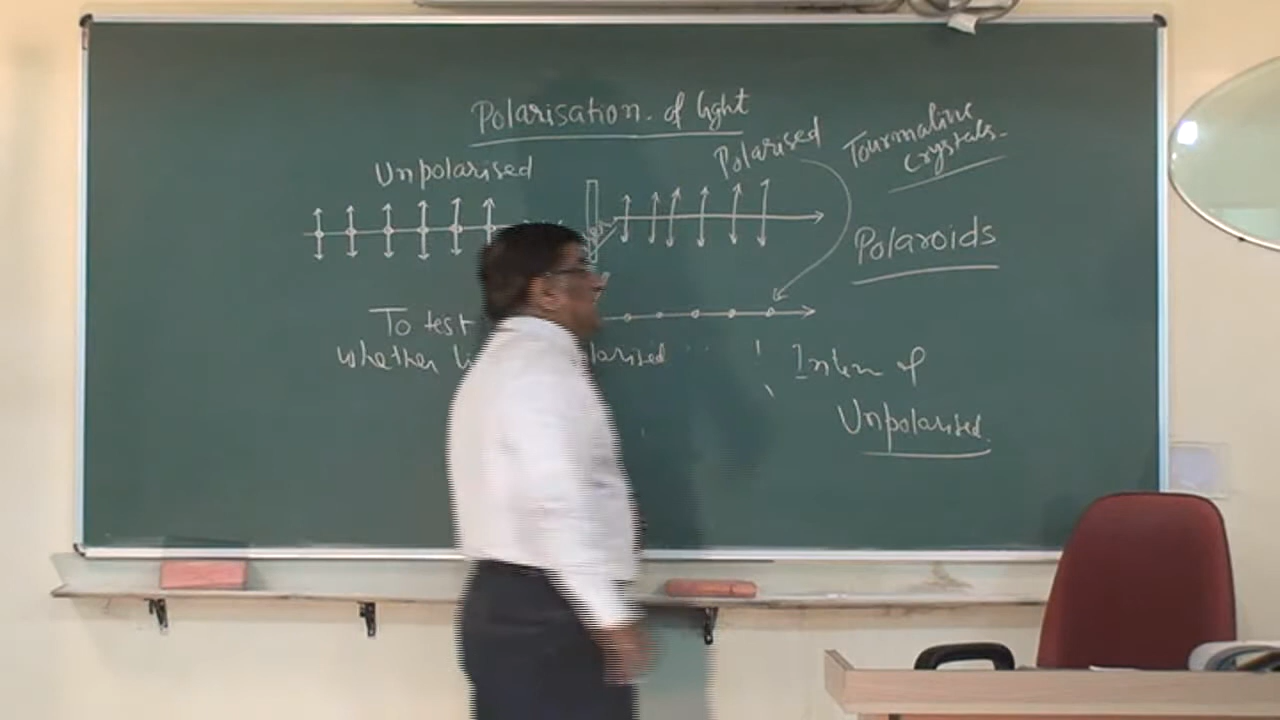 Polarisation of light
Unpolarised
Polarised
Tourmaline
crystals
Polaroids
To test
whether
Inten of
Unpolarised.